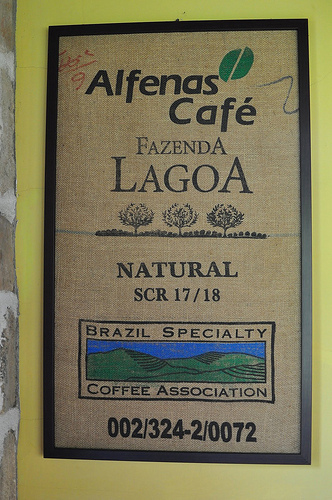 Alfenas
Café
FAZENDA
LAGOA
NATURAL
SCR 17/18
BRAZIL SPECIALTY
COFFEE ASSOCIATION
002/324-2/0072